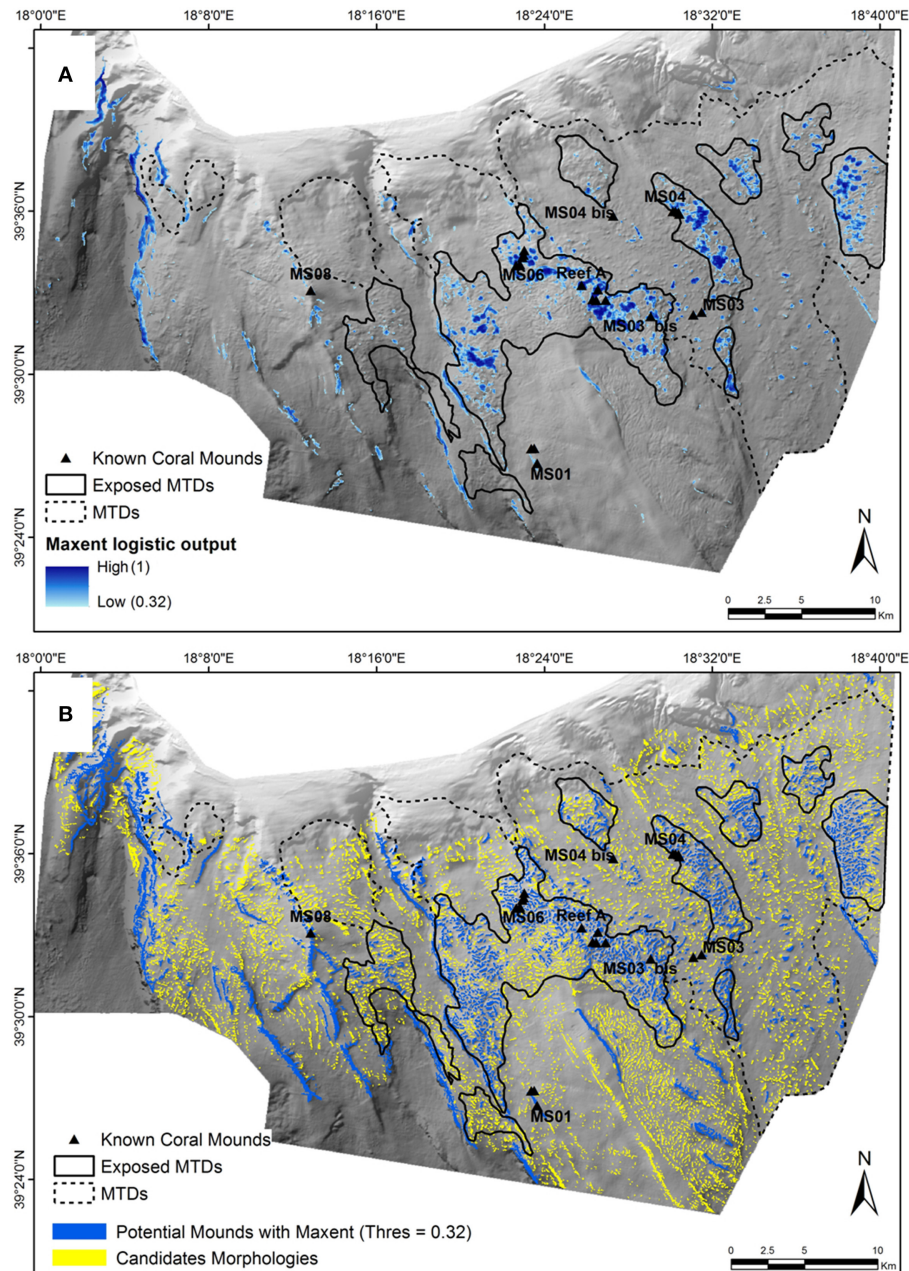 18°0'0"E 18°8'0"E 18°16'0"E 18°24'0"E 18°32'0"E 18°40'0"E
A
39°36'0"N
MS04 bis
MS04
MS06
Reef A
MS08
MS03 bis
MS03
39°30'0"N
MS01
Known Coral Mounds
Exposed MTDs
MTDs
39°24'0"N
Maxent logistic output
High (1)
Low (0.32)
N
0 2.5 5 10
Km
18°0'0"E 18°8'0"E 18°16'0"E 18°24'0"E 18°32'0"E 18°40'0"E
B
39°36'0"N
MS04 bis
MS04
MS06
Reef A
MS08
MS03 bis
MS03
39°30'0"N
MS01
Known Coral Mounds
Exposed MTDs
MTDs
39°24'0"N
Potential Mounds with Maxent (Thres = 0.32)
Candidates Morphologies
N
0 2.5 5 10
Km